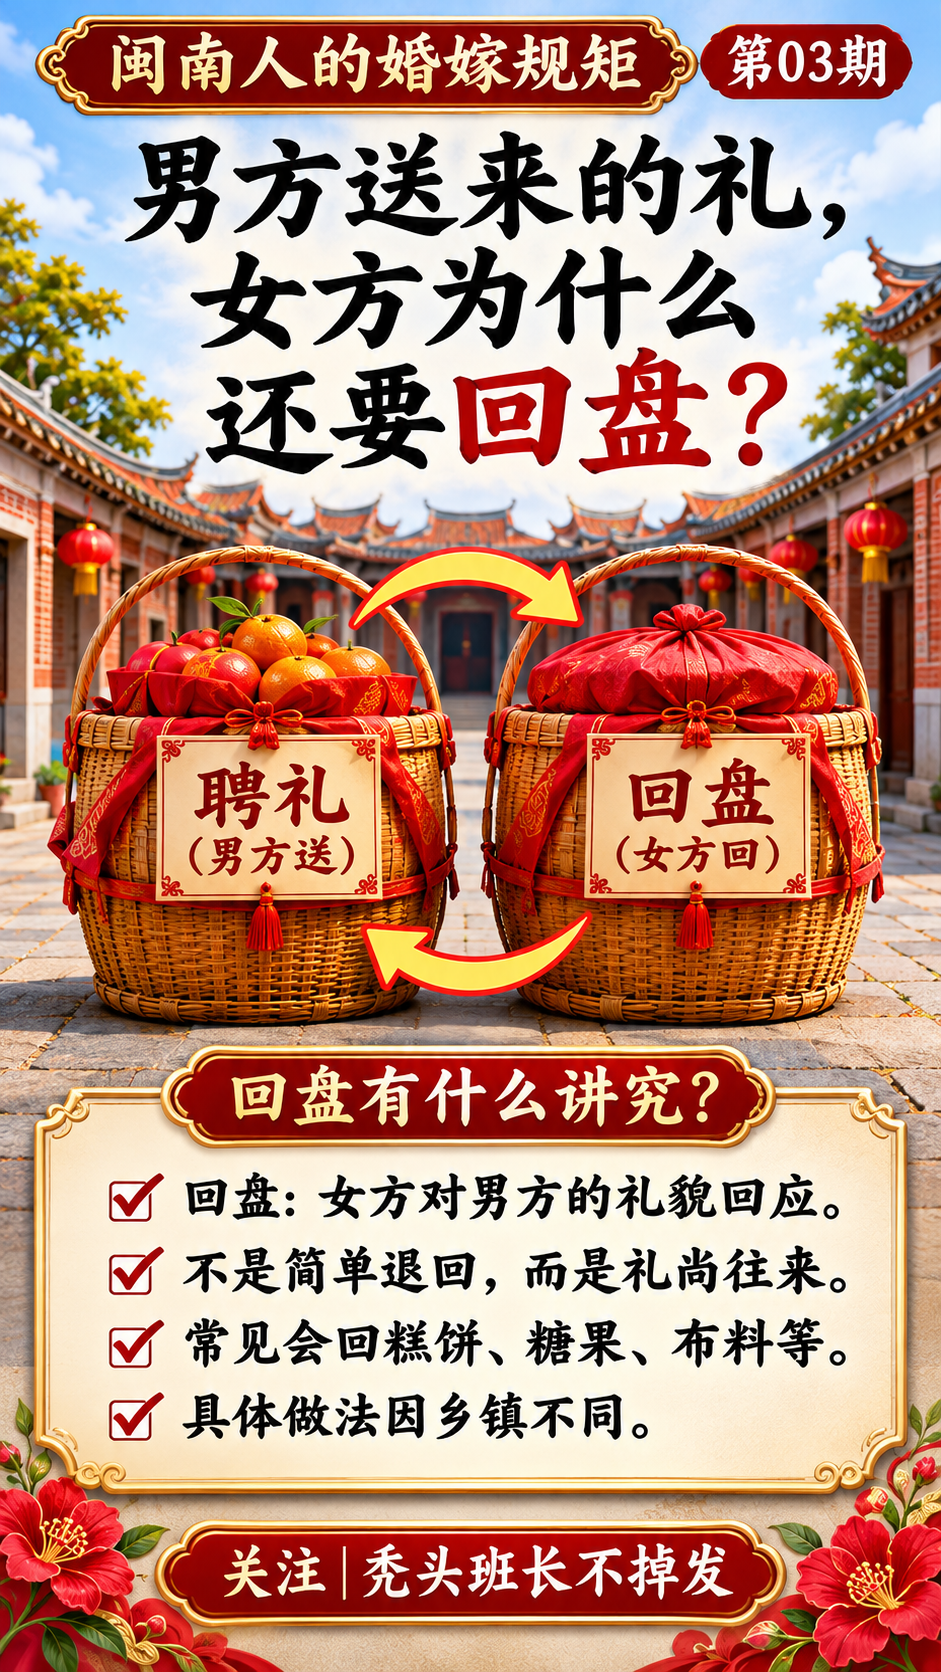 闽南人的婚嫁规矩
第03期
男方送来的礼，
女方为什么
还要回盘？
聘礼
（男方送）
回盘
（女方回）
回盘有什么讲究？
回盘：女方对男方的礼貌回应。
不是简单退回，而是礼尚往来。
常见会回糕饼、糖果、布料等。
具体做法因乡镇不同。
关注｜秃头班长不掉发